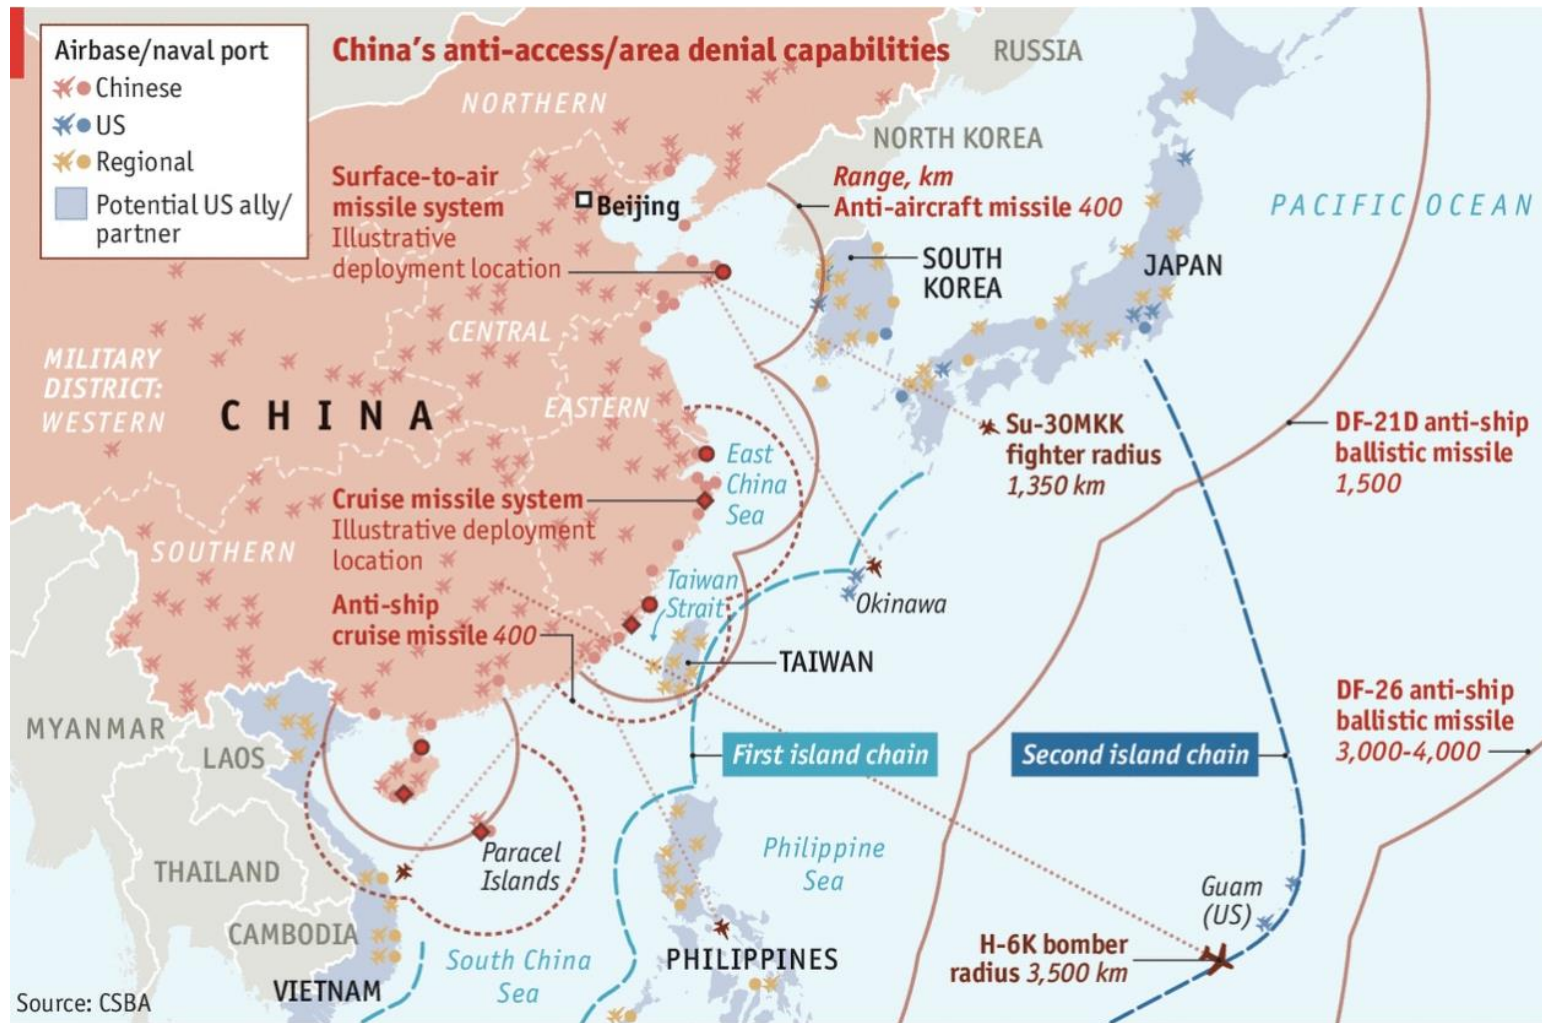 China's anti-access/area denial capabilities
Airbase/naval port
Chinese
US
Regional
Potential US ally/
partner
RUSSIA
NORTHERN
NORTH KOREA
Surface-to-air
missile system
Illustrative
deployment location
Beijing
Range, km
Anti-aircraft missile 400
PACIFIC OCEAN
SOUTH
KOREA
JAPAN
CENTRAL
MILITARY
DISTRICT:
WESTERN
CHINA
EASTERN
East
China
Sea
Su-30MKK
fighter radius
1,350 km
DF-21D anti-ship
ballistic missile
1,500
Cruise missile system
Illustrative deployment
location
SOUTHERN
Taiwan
Strait
Okinawa
Anti-ship
cruise missile 400
TAIWAN
DF-26 anti-ship
ballistic missile
3,000-4,000
MYANMAR
LAOS
First island chain
Second island chain
THAILAND
Paracel
Islands
Philippine
Sea
Guam
(US)
CAMBODIA
VIETNAM
South China
Sea
PHILIPPINES
H-6K bomber
radius 3,500 km
Source: CSBA